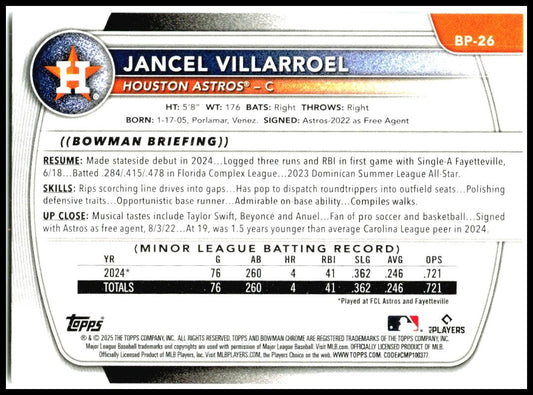 BP-26
H
JANCEL VILLARROEL
HOUSTON ASTROS® – C
HT: 5'8" WT: 176 BATS: Right THROWS: Right
BORN: 1-17-05, Porlamar, Venez. SIGNED: Astros-2022 as Free Agent
((BOWMAN BRIEFING))
RESUME: Made stateside debut in 2024...Logged three runs and RBI in first game with Single-A Fayetteville,
6/18...Batted .284/.415/.478 in Florida Complex League...2023 Dominican Summer League All-Star.
SKILLS: Rips scorching line drives into gaps...Has pop to dispatch roundtrippers into outfield seats...Polishing
defensive traits...Opportunistic base runner...Admirable on-base ability...Compiles walks.
UP CLOSE: Musical tastes include Taylor Swift, Beyoncé and Anuel...Fan of pro soccer and basketball...Signed
with Astros as free agent, 8/3/22...At 19, was 1.5 years younger than average Carolina League peer in 2024.
(MINOR LEAGUE BATTING RECORD)
YR G AB HR RBI SLG AVG OPS
2024* 76 260 4 41 .362 .246 .721
TOTALS 76 260 4 41 .362 .246 .721
*Played at FCL Astros and Fayetteville
TOPPS
PLAYERS
® & © 2025 THE TOPPS COMPANY, INC. ALL RIGHTS RESERVED. TOPPS AND BOWMAN CHROME ARE REGISTERED TRADEMARKS OF THE TOPPS COMPANY, INC.
Major League Baseball trademarks and copyrights are used with permission of Major League Baseball. Visit MLB.com. OFFICIALLY LICENSED PRODUCT OF MLB.
Officially Licensed Product of MLB Players, Inc. Visit MLBPLAYERS.COM, the Players Choice on the web. WWW.TOPPS.COM. CODE#CMP100377